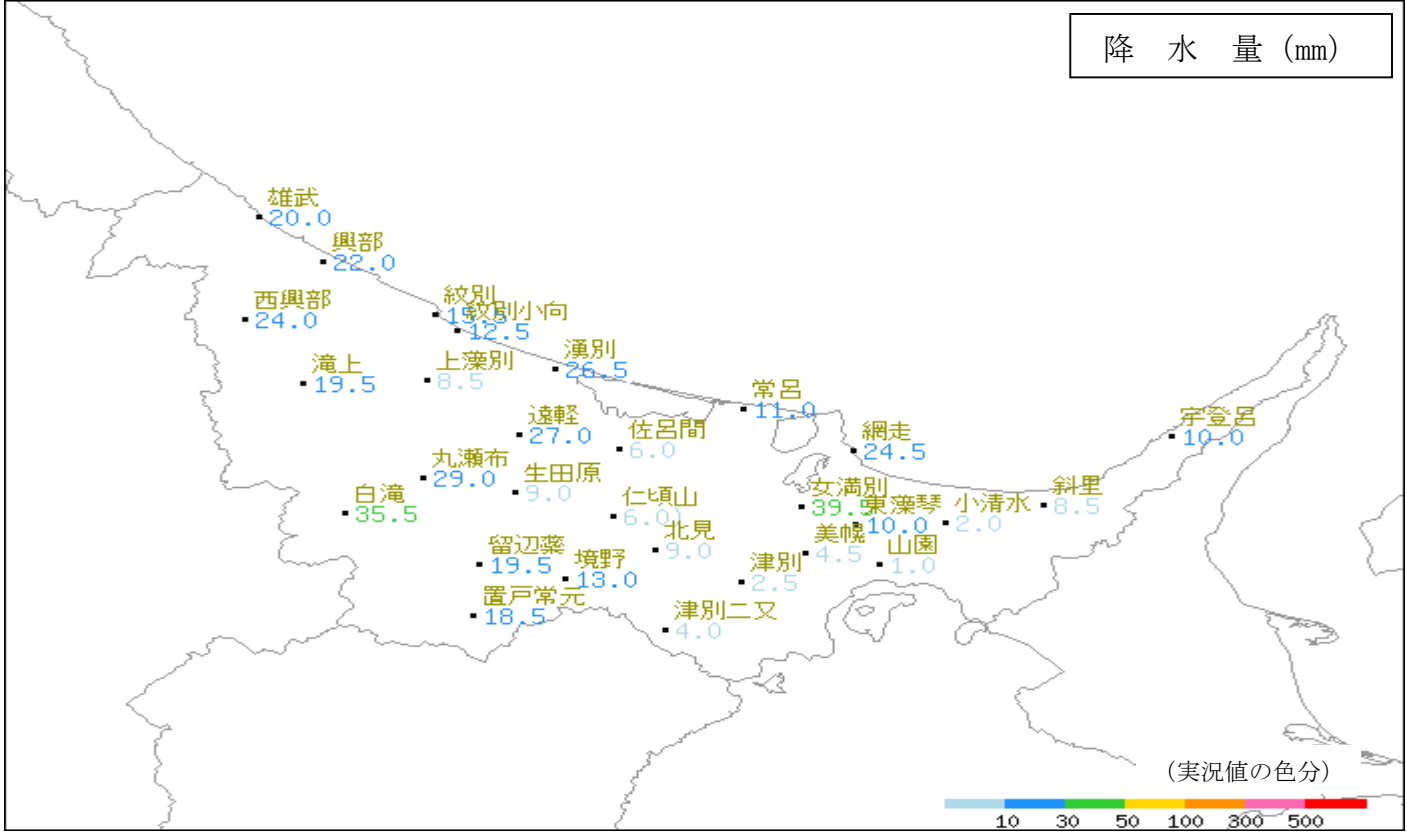 降 水 量 (mm)
雄武
20.0
興部
22.0
西興部
24.0
紋別
15.5
紋別小向
12.5
滝上
19.5
上藻別
8.5
湧別
26.5
常呂
11.0
遠軽
27.0
佐呂間
6.0
網走
24.5
宇登呂
10.0
丸瀬布
29.0
生田原
9.0
白滝
35.5
仁頃山
6.0)
北見
9.0
女満別
39.5
東藻琴
10.0
小清水
2.0
斜里
8.5
美幌
4.5
山園
1.0
留辺蘂
19.5
境野
13.0
津別
2.5
置戸常元
18.5
津別二又
4.0
(実況値の色分)
10 30 50 100 300 500